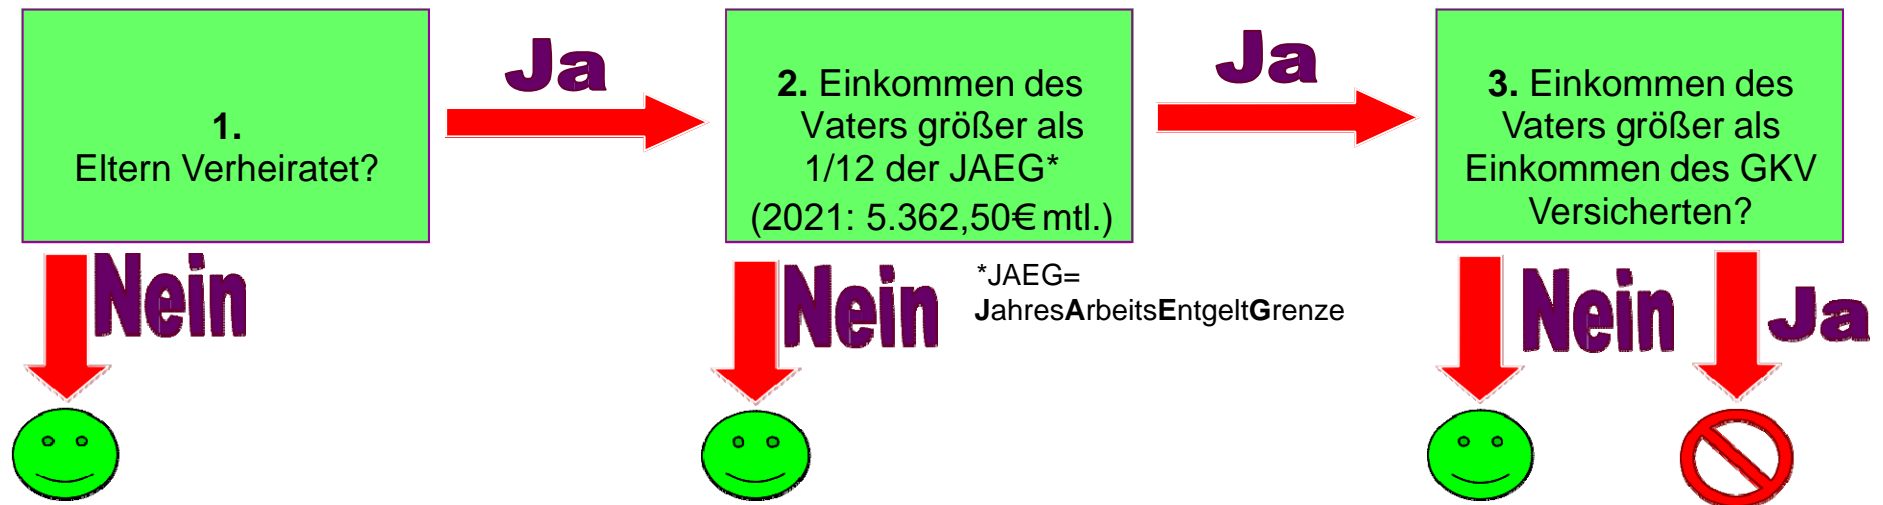 1.
Eltern Verheiratet?
Ja
2. Einkommen des
Vaters größer als
1/12 der JAEG*
(2021: 5.362,50€ mtl.)
Ja
3. Einkommen des
Vaters größer als
Einkommen des GKV
Versicherten?
Nein
Nein
*JAEG=
JahresArbeitsEntgeltGrenze
Nein
Ja